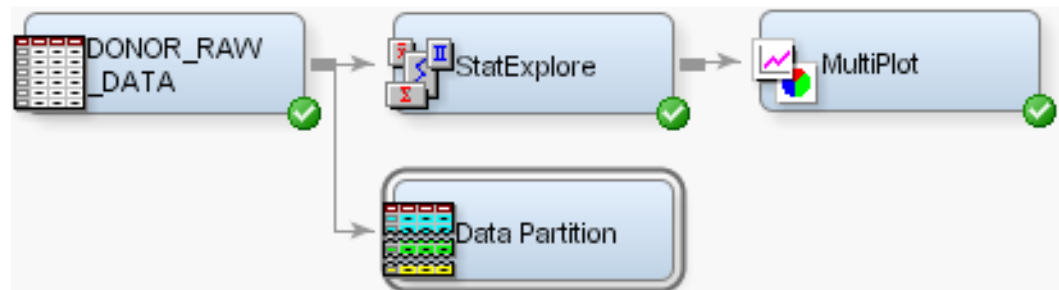 DONOR_RAW
_DATA
StatExplore
MultiPlot
Data Partition